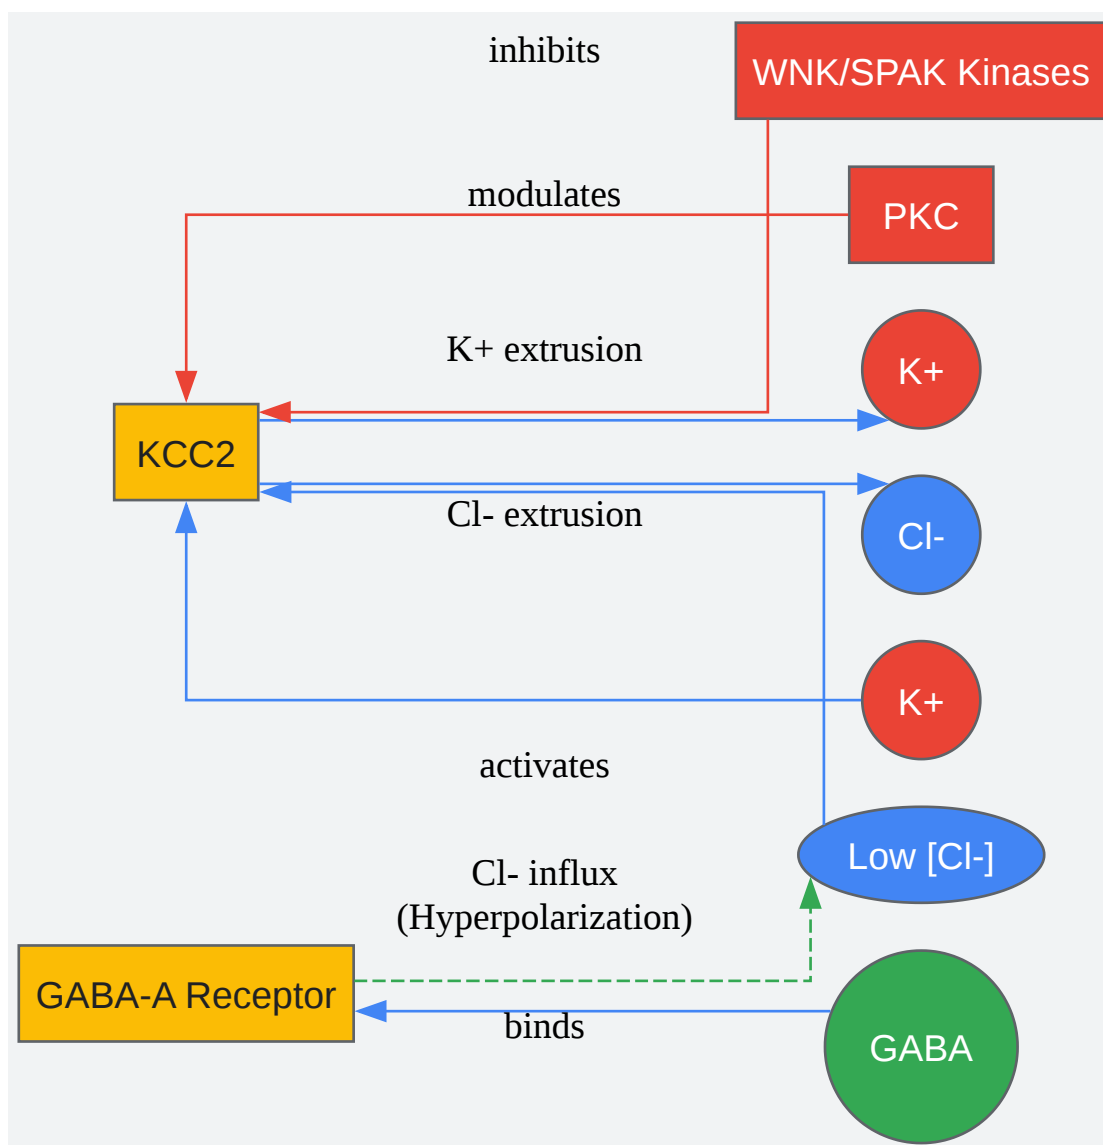 inhibits
WNK/SPAK Kinases
modulates
PKC
K+ extrusion
K+
KCC2
Cl- extrusion
Cl-
K+
activates
Low [Cl-]
Cl- influx
(Hyperpolarization)
GABA-A Receptor
binds
GABA